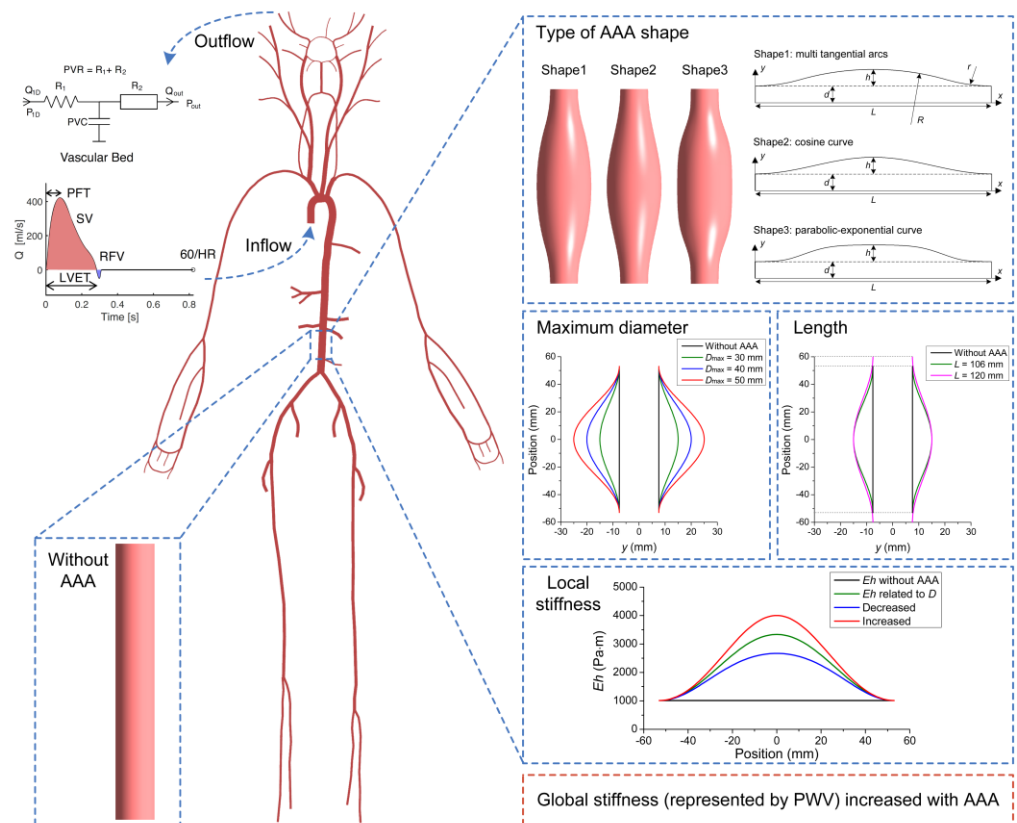 Outflow
PVR = R1+ R2
Q1D
R1
R2
Qout
P1D
PVC
Pout
Vascular Bed
PFT
400
SV
Q [ml/s]
200
RFV
60/HR
0
LVET
0 0.2 0.4 0.6 0.8
Time [s]
Inflow
Without
AAA
Type of AAA shape
Shape1 Shape2 Shape3
Shape1: multi tangential arcs
y
h
r
d
x
R
L
Shape2: cosine curve
y
h
d
x
L
Shape3: parabolic-exponential curve
y
h
d
x
L
Maximum diameter
Without AAA
Dmax = 30 mm
Dmax = 40 mm
Dmax = 50 mm
Position (mm)
60
40
20
0
-20
-40
-60
-30 -20 -10 0 10 20 30
y (mm)
Length
Without AAA
L = 106 mm
L = 120 mm
Position (mm)
60
40
20
0
-20
-40
-60
-30 -20 -10 0 10 20 30
y (mm)
Local
stiffness
Eh without AAA
Eh related to D
Decreased
Increased
Eh (Pa·m)
5000
4000
3000
2000
1000
0
-60 -40 -20 0 20 40 60
Position (mm)
Global stiffness (represented by PWV) increased with AAA